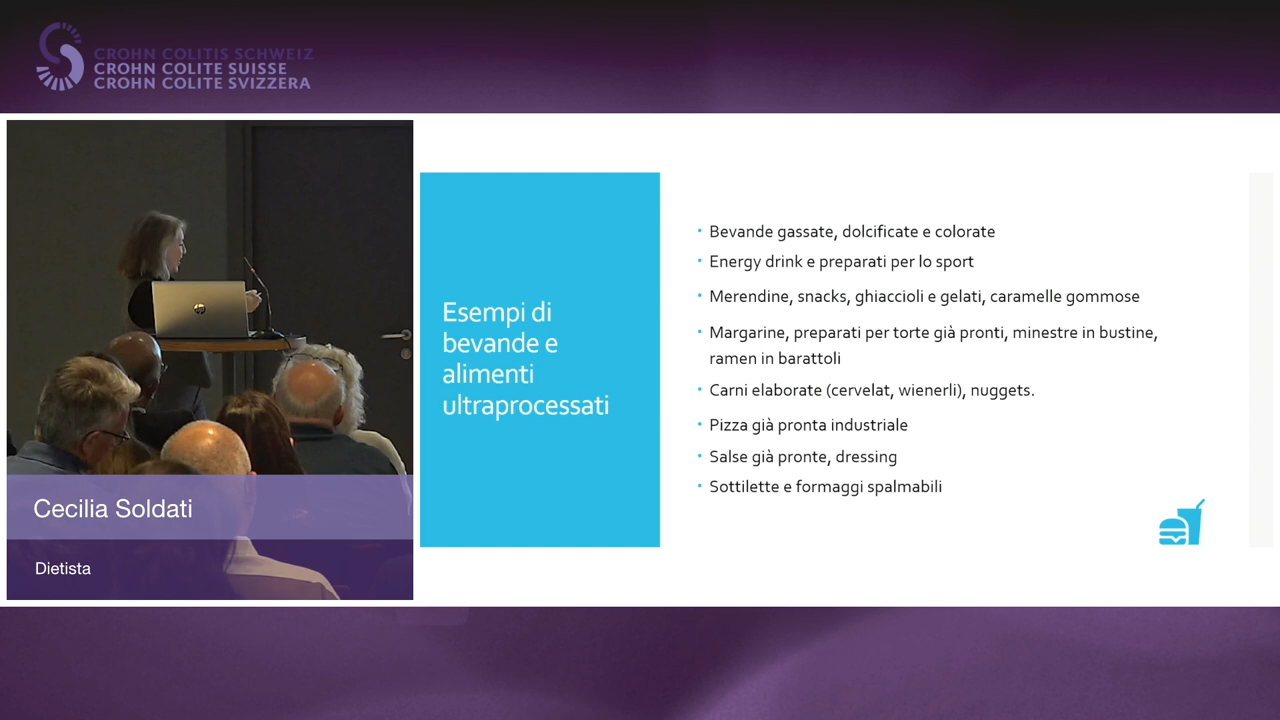 CROHN COLITIS SCHWEIZ
CROHN COLITE SUISSE
CROHN COLITE SVIZZERA
Cecilia Soldati
Dietista
Esempi di
bevande e
alimenti
ultraprocessati
• Bevande gassate, dolcificate e colorate
• Energy drink e preparati per lo sport
• Merendine, snacks, ghiaccioli e gelati, caramelle gommose
• Margarine, preparati per torte già pronti, minestre in bustine,
ramen in barattoli
• Carni elaborate (cervelat, wienerli), nuggets.
• Pizza già pronta industriale
• Salse già pronte, dressing
• Sottilette e formaggi spalmabili